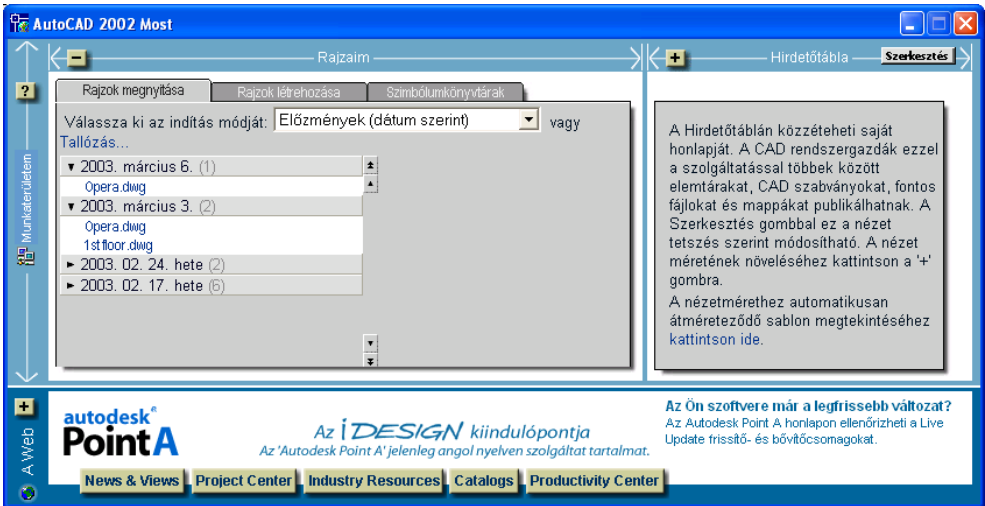 AutoCAD 2002 Most
Rajzaim
Hirdetőtábla
Szerkesztés
?
Munkaterületem
Rajzok megnyitása
Rajzok létrehozása
Szimbólumkönyvtárak
Válassza ki az indítás módját: Előzmények (dátum szerint) vagy
Tallózás...
2003. március 6. (1)
Opera.dwg
2003. március 3. (2)
Opera.dwg
1stfloor.dwg
2003. 02. 24. hete (2)
2003. 02. 17. hete (6)
A Hirdetőtáblán közzéteheti saját
honlapját. A CAD rendszergazdák ezzel
a szolgáltatással többek között
elemtárakat, CAD szabványokat, fontos
fájlokat és mappákat publikálhatnak. A
Szerkesztés gombbal ez a nézet
tetszés szerint módosítható. A nézet
méretének növeléséhez kattintson a '+'
gombra.
A nézetmérethez automatikusan
átméreteződő sablon megtekintéséhez
kattintson ide.
A Web
autodesk
Point A
Az iDESIGN kiindulópontja
Az 'Autodesk Point A' jelenleg angol nyelven szolgáltat tartalmat.
Az Ön szoftvere már a legfrissebb változat?
Az Autodesk Point A honlapon ellenőrizheti a Live
Update frissítő- és bővítőcsomagokat.
News & Views
Project Center
Industry Resources
Catalogs
Productivity Center